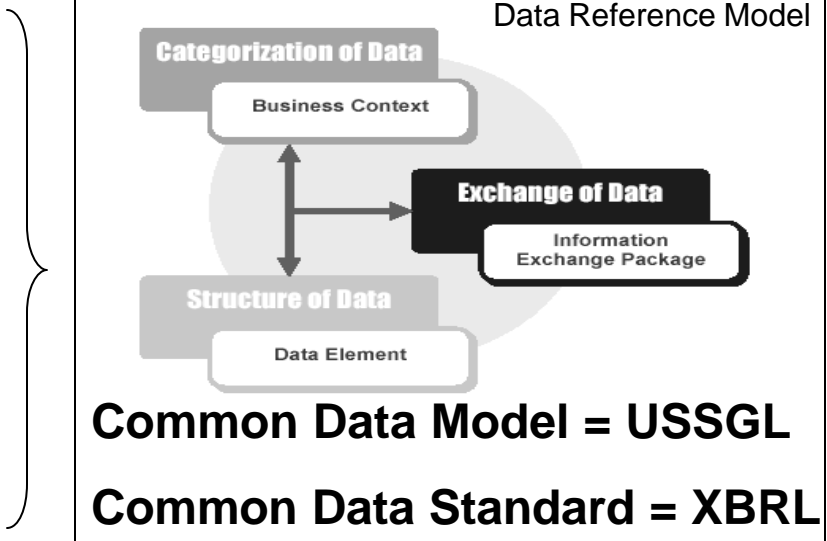 Data Reference Model
Categorization of Data
Business Context
Exchange of Data
Information
Exchange Package
Structure of Data
Data Element
Common Data Model = USSGL
Common Data Standard = XBRL